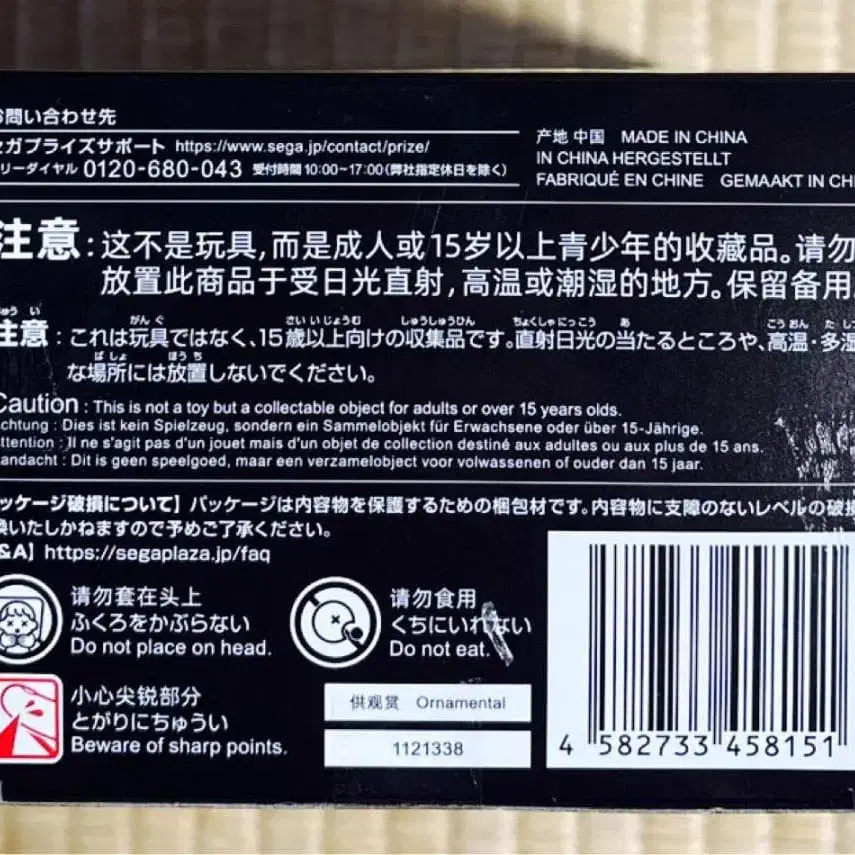 お問い合わせ先
セガプライズサポート https://www.sega.jp/contact/prize/
リーダイヤル 0120-680-043 受付時間10:00~17:00(弊社指定休日を除く)
产地 中国 MADE IN CHINA
IN CHINA HERGESTELLT
FABRIQUÉ EN CHINE GEMAAKT IN CHI
注意:这不是玩具,而是成人或15岁以上青少年的收藏品。请勿
放置此商品于受日光直射,高温或潮湿的地方。保留备用
注意:これは玩具ではなく、15歳以上向けの収集品です。直射日光の当たるところや、高温・多湿
な場所には放置しないでください。
Caution : This is not a toy but a collectable object for adults or over 15 years olds.
chtung : Dies ist kein Spielzeug, sondern ein Sammelobjekt für Erwachsene oder über 15-Jährige.
ttention : Il ne s'agit pas d'un jouet mais d'un objet de collection destiné aux adultes ou aux plus de 15 ans.
andacht : Dit is geen speelgoed, maar een verzamelobject voor volwassenen of ouder dan 15 jaar.
ッケージ破損について】パッケージは内容物を保護するための梱包材です。内容物に支障のないレベルの破損
換いたしかねますので予めご了承ください。
&A】https://segaplaza.jp/faq
请勿套在头上
ふくろをかぶらない
Do not place on head.
请勿食用
くちにいれない
Do not eat.
小心尖锐部分
とがりにちゅうい
Beware of sharp points.
供观赏 Ornamental
1121338
4 582733 458151